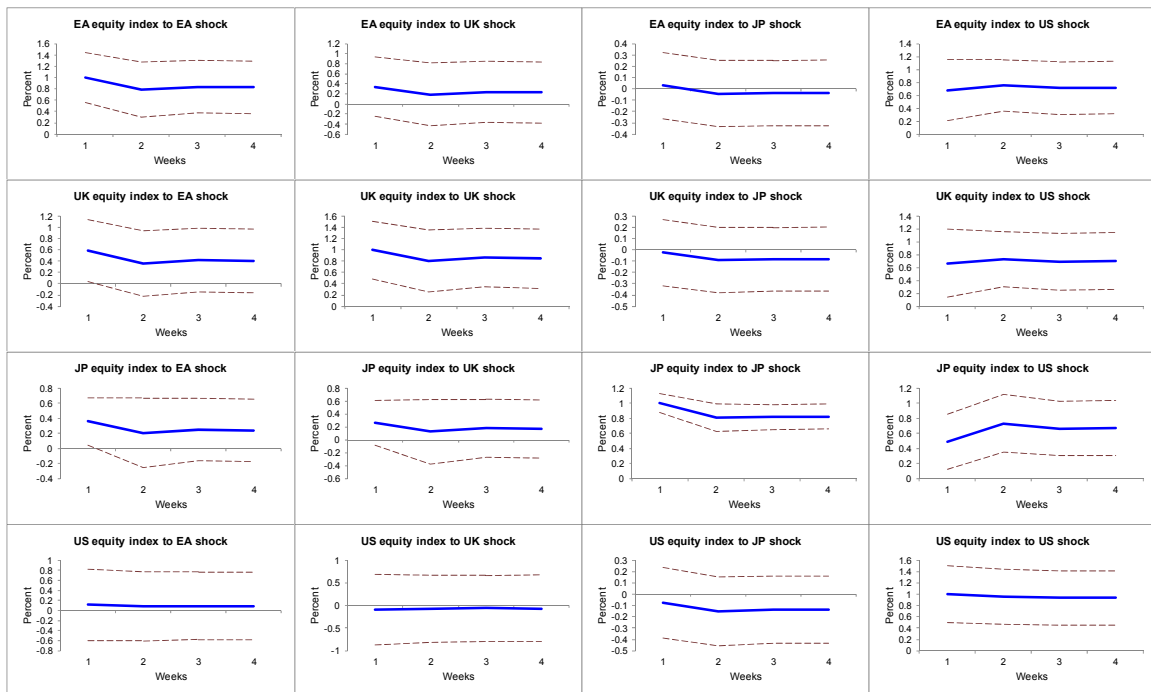 EA equity index to EA shock
Percent
1.6
1.4
1.2
1
0.8
0.6
0.4
0.2
0
1 2 3 4
Weeks
EA equity index to UK shock
Percent
1.2
1
0.8
0.6
0.4
0.2
0
-0.2
-0.4
-0.6
1 2 3 4
Weeks
EA equity index to JP shock
Percent
0.4
0.3
0.2
0.1
0
-0.1
-0.2
-0.3
-0.4
1 2 3 4
Weeks
EA equity index to US shock
Percent
1.4
1.2
1
0.8
0.6
0.4
0.2
0
1 2 3 4
Weeks
UK equity index to EA shock
Percent
1.2
1
0.8
0.6
0.4
0.2
0
-0.2
-0.4
1 2 3 4
Weeks
UK equity index to UK shock
Percent
1.6
1.4
1.2
1
0.8
0.6
0.4
0.2
0
1 2 3 4
Weeks
UK equity index to JP shock
Percent
0.3
0.2
0.1
0
-0.1
-0.2
-0.3
-0.4
-0.5
1 2 3 4
Weeks
UK equity index to US shock
Percent
1.4
1.2
1
0.8
0.6
0.4
0.2
0
1 2 3 4
Weeks
JP equity index to EA shock
Percent
0.8
0.6
0.4
0.2
0
-0.2
-0.4
1 2 3 4
Weeks
JP equity index to UK shock
Percent
0.8
0.6
0.4
0.2
0
-0.2
-0.4
-0.6
1 2 3 4
Weeks
JP equity index to JP shock
Percent
1.2
1
0.8
0.6
0.4
0.2
0
1 2 3 4
Weeks
JP equity index to US shock
Percent
1.2
1
0.8
0.6
0.4
0.2
0
1 2 3 4
Weeks
US equity index to EA shock
Percent
1
0.8
0.6
0.4
0.2
0
-0.2
-0.4
-0.6
-0.8
1 2 3 4
Weeks
US equity index to UK shock
Percent
1
0.5
0
-0.5
-1
1 2 3 4
Weeks
US equity index to JP shock
Percent
0.3
0.2
0.1
0
-0.1
-0.2
-0.3
-0.4
-0.5
1 2 3 4
Weeks
US equity index to US shock
Percent
1.6
1.4
1.2
1
0.8
0.6
0.4
0.2
0
1 2 3 4
Weeks